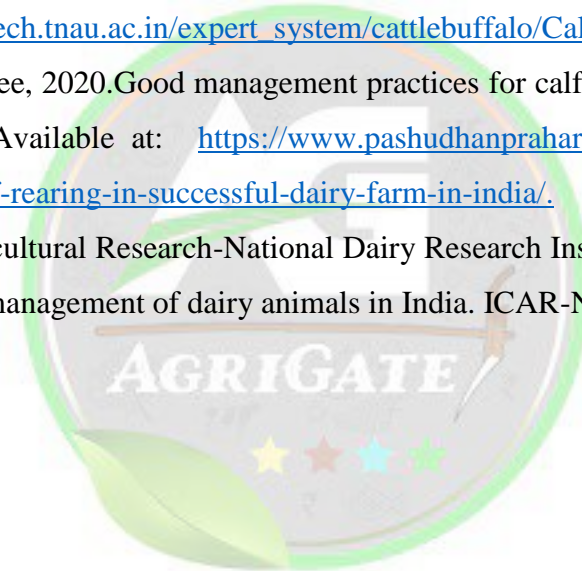 ech.tnau.ac.in/expert_system/cattlebuffalo/Cal
ee, 2020.Good management practices for calf
Available at: https://www.pashudhanprahar
f-rearing-in-successful-dairy-farm-in-india/.
cultural Research-National Dairy Research Ins
management of dairy animals in India. ICAR-N
AGRIGATE